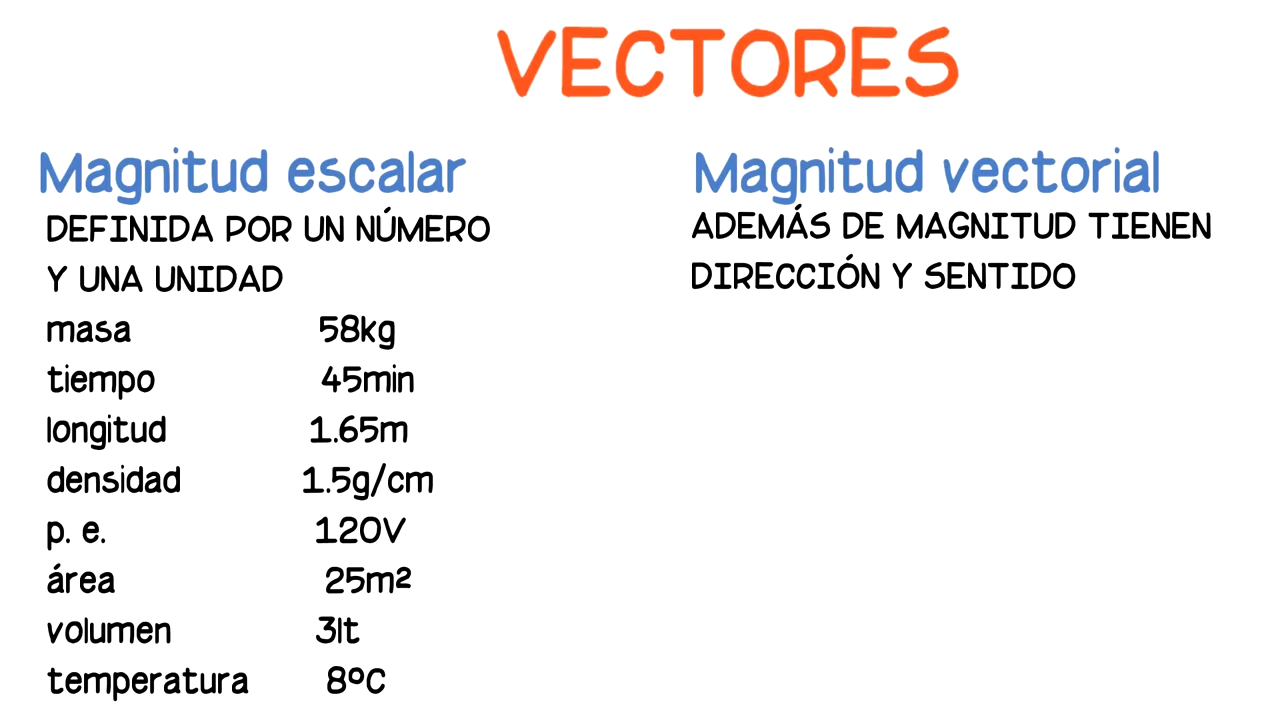 VECTORES
Magnitud escalar
DEFINIDA POR UN NÚMERO
Y UNA UNIDAD
masa 58kg
tiempo 45min
longitud 1.65m
densidad 1.5g/cm
p. e. 120V
área 25m²
volumen 3lt
temperatura 8ºC
Magnitud vectorial
ADEMÁS DE MAGNITUD TIENEN
DIRECCIÓN Y SENTIDO